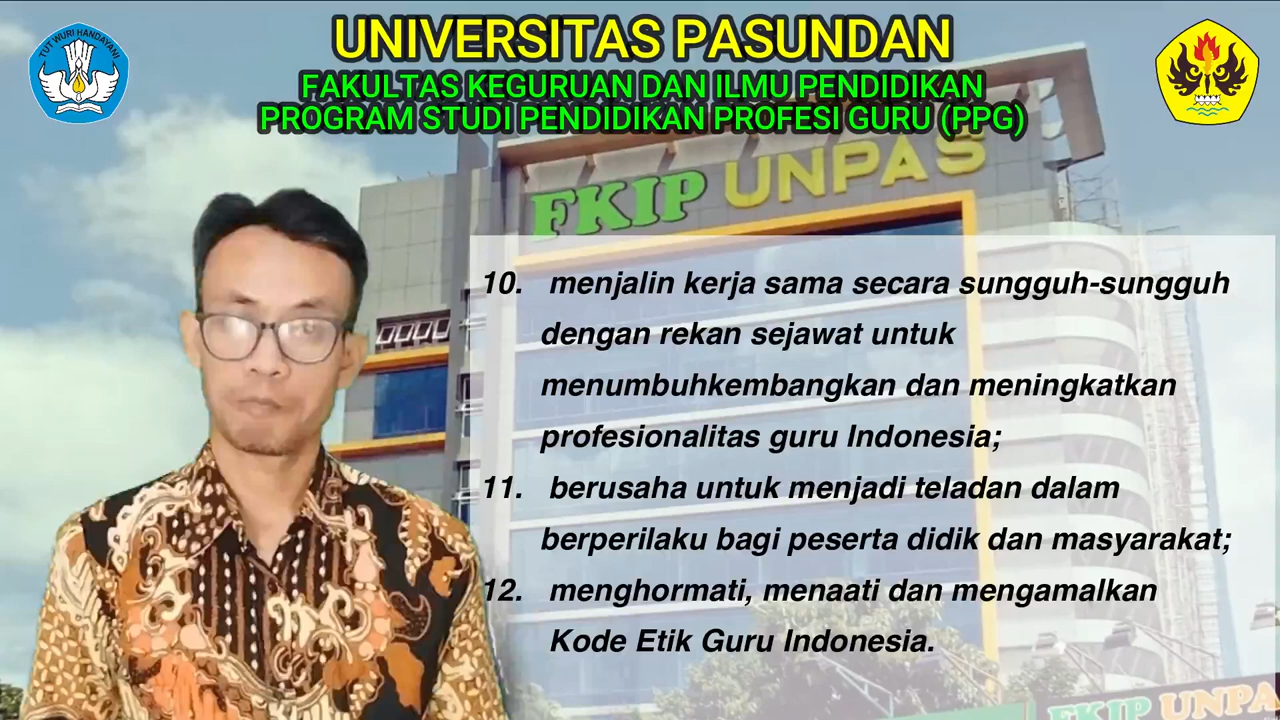 TUT WURI HANDAYANI
UNIVERSITAS PASUNDAN
FAKULTAS KEGURUAN DAN ILMU PENDIDIKAN
PROGRAM STUDI PENDIDIKAN PROFESI GURU (PPG)
FKIP UNPAS
10. menjalin kerja sama secara sungguh-sungguh
dengan rekan sejawat untuk
menumbuhkembangkan dan meningkatkan
profesionalitas guru Indonesia;
11. berusaha untuk menjadi teladan dalam
berperilaku bagi peserta didik dan masyarakat;
12. menghormati, menaati dan mengamalkan
Kode Etik Guru Indonesia.
FKIP UNPA